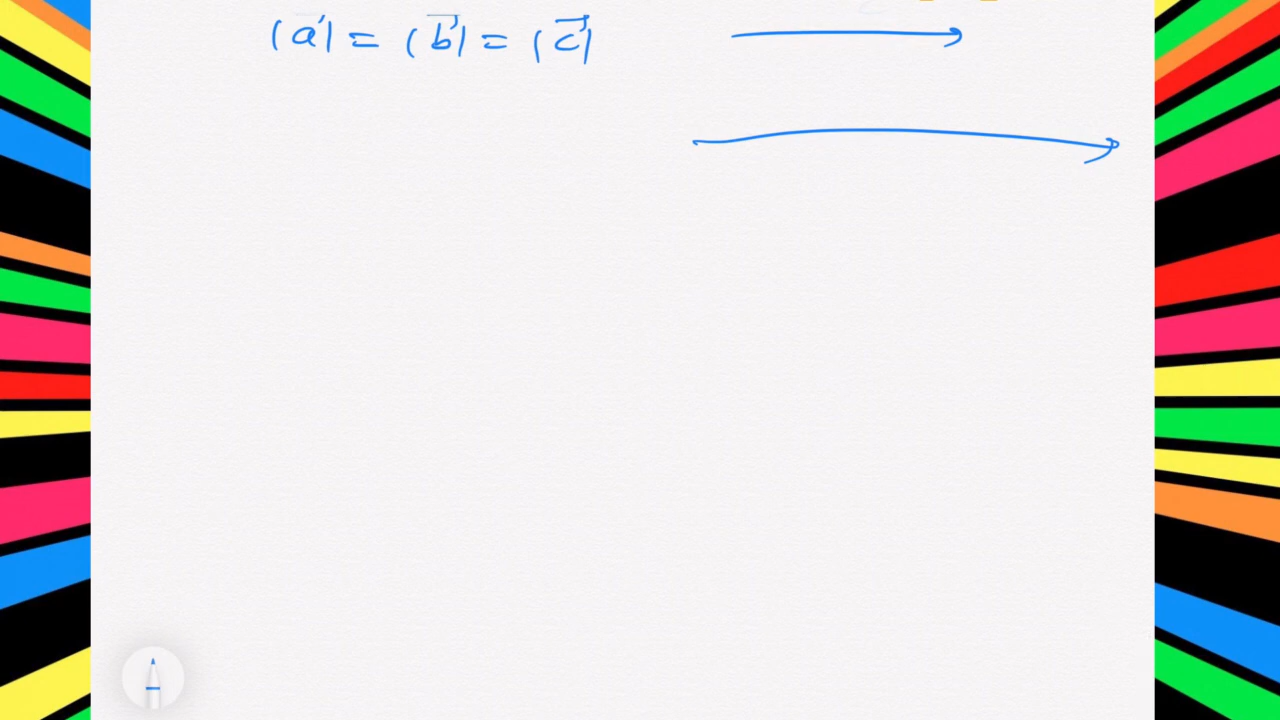 |a⃗| = |b⃗| = |c⃗|